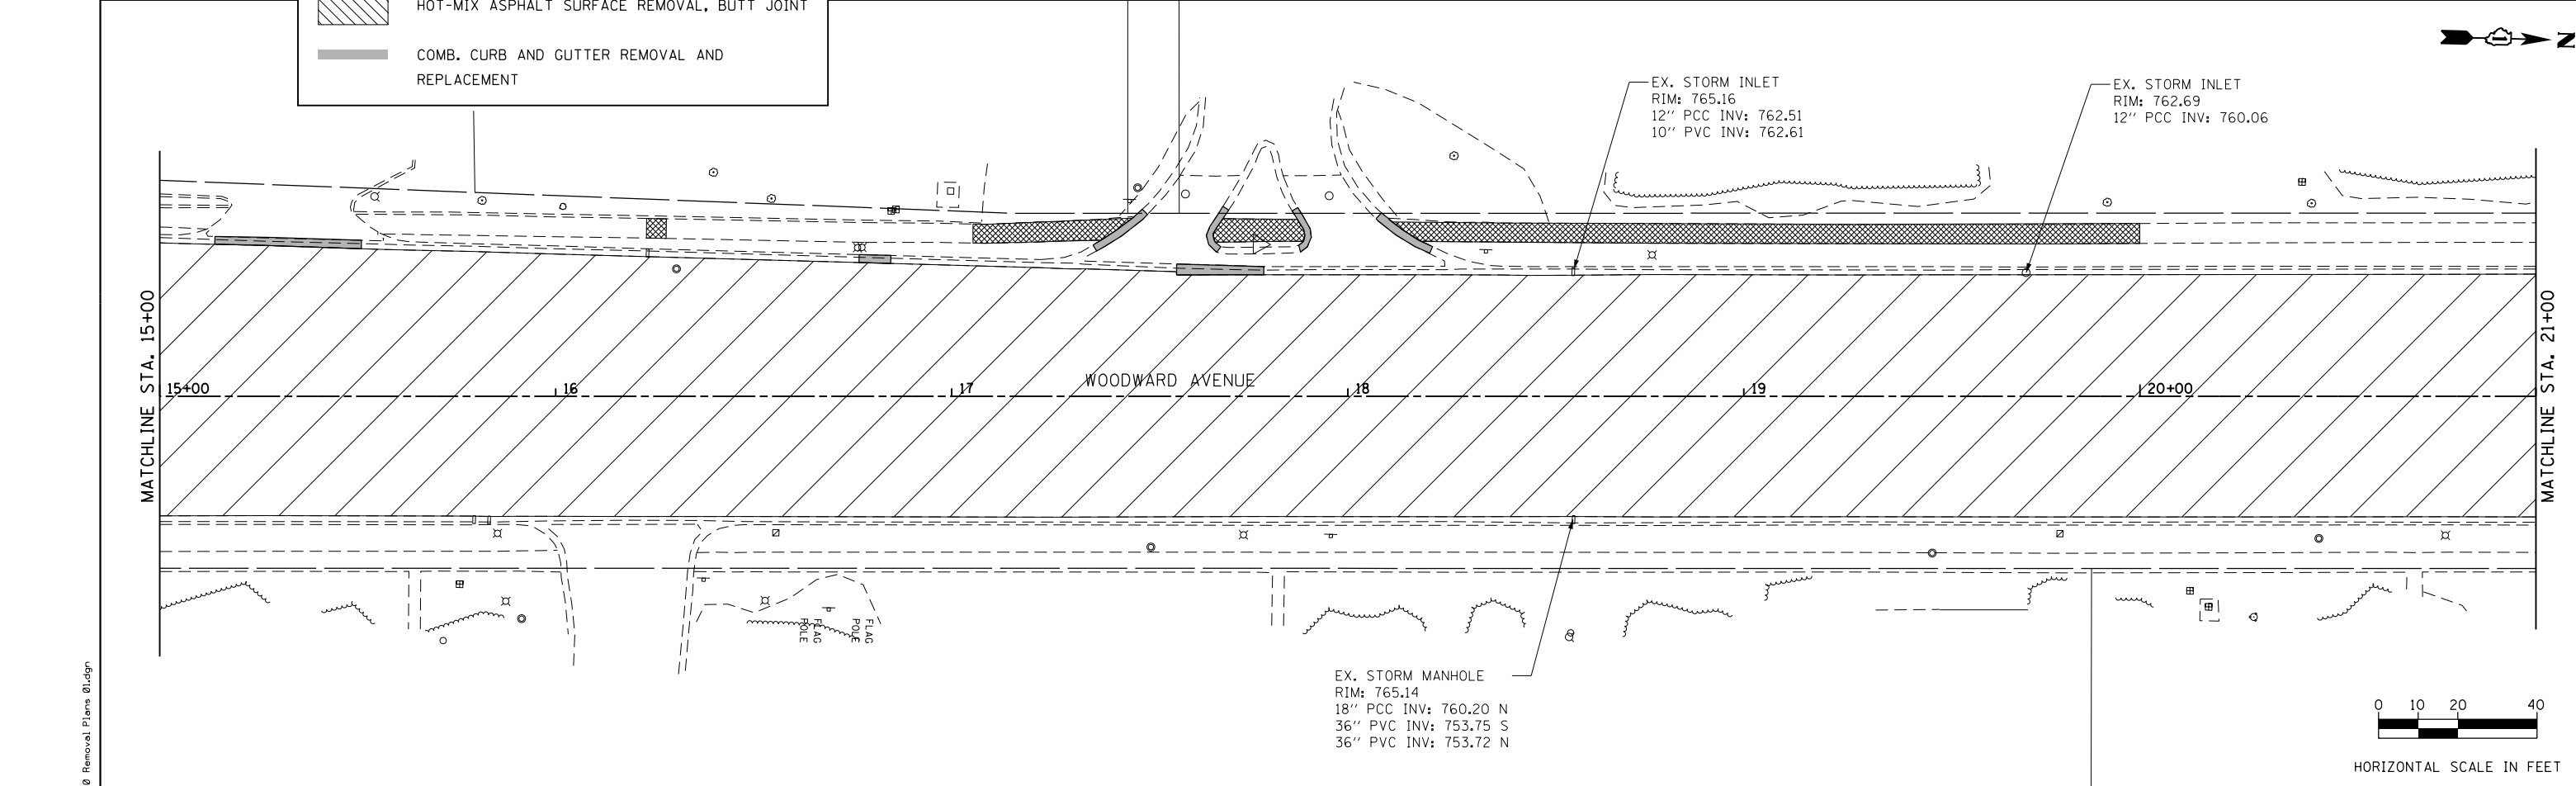 HOT-MIX ASPHALT SURFACE REMOVAL, BUTT JOINT
COMB. CURB AND GUTTER REMOVAL AND
REPLACEMENT
N
EX. STORM INLET
RIM: 765.16
12" PCC INV: 762.51
10" PVC INV: 762.61
EX. STORM INLET
RIM: 762.69
12" PCC INV: 760.06
MATCHLINE STA. 15+00
MATCHLINE STA. 21+00
WOODWARD AVENUE
15+00
16
17
18
19
20+00
FLAG
POLE
FLAG
POLE
EX. STORM MANHOLE
RIM: 765.14
18" PCC INV: 760.20 N
36" PVC INV: 753.75 S
36" PVC INV: 753.72 N
0 10 20 40
HORIZONTAL SCALE IN FEET
0 Removal Plans 01.dgn